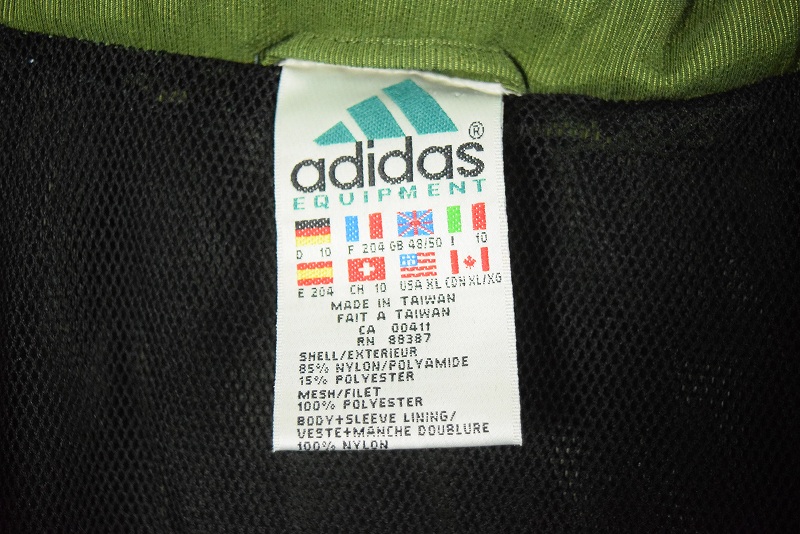 ®
adidas
EQUIPMENT
D 10 F 204 GB 48/50 I 10
E 204 CH 10 USA XL CDN XL/XG
MADE IN TAIWAN
FAIT A TAIWAN
CA 00411
RN 88387
SHELL/EXTERIEUR
85% NYLON/POLYAMIDE
15% POLYESTER
MESH/FILET
100% POLYESTER
BODY+SLEEVE LINING/
VESTE+MANCHE DOUBLURE
100% NYLON